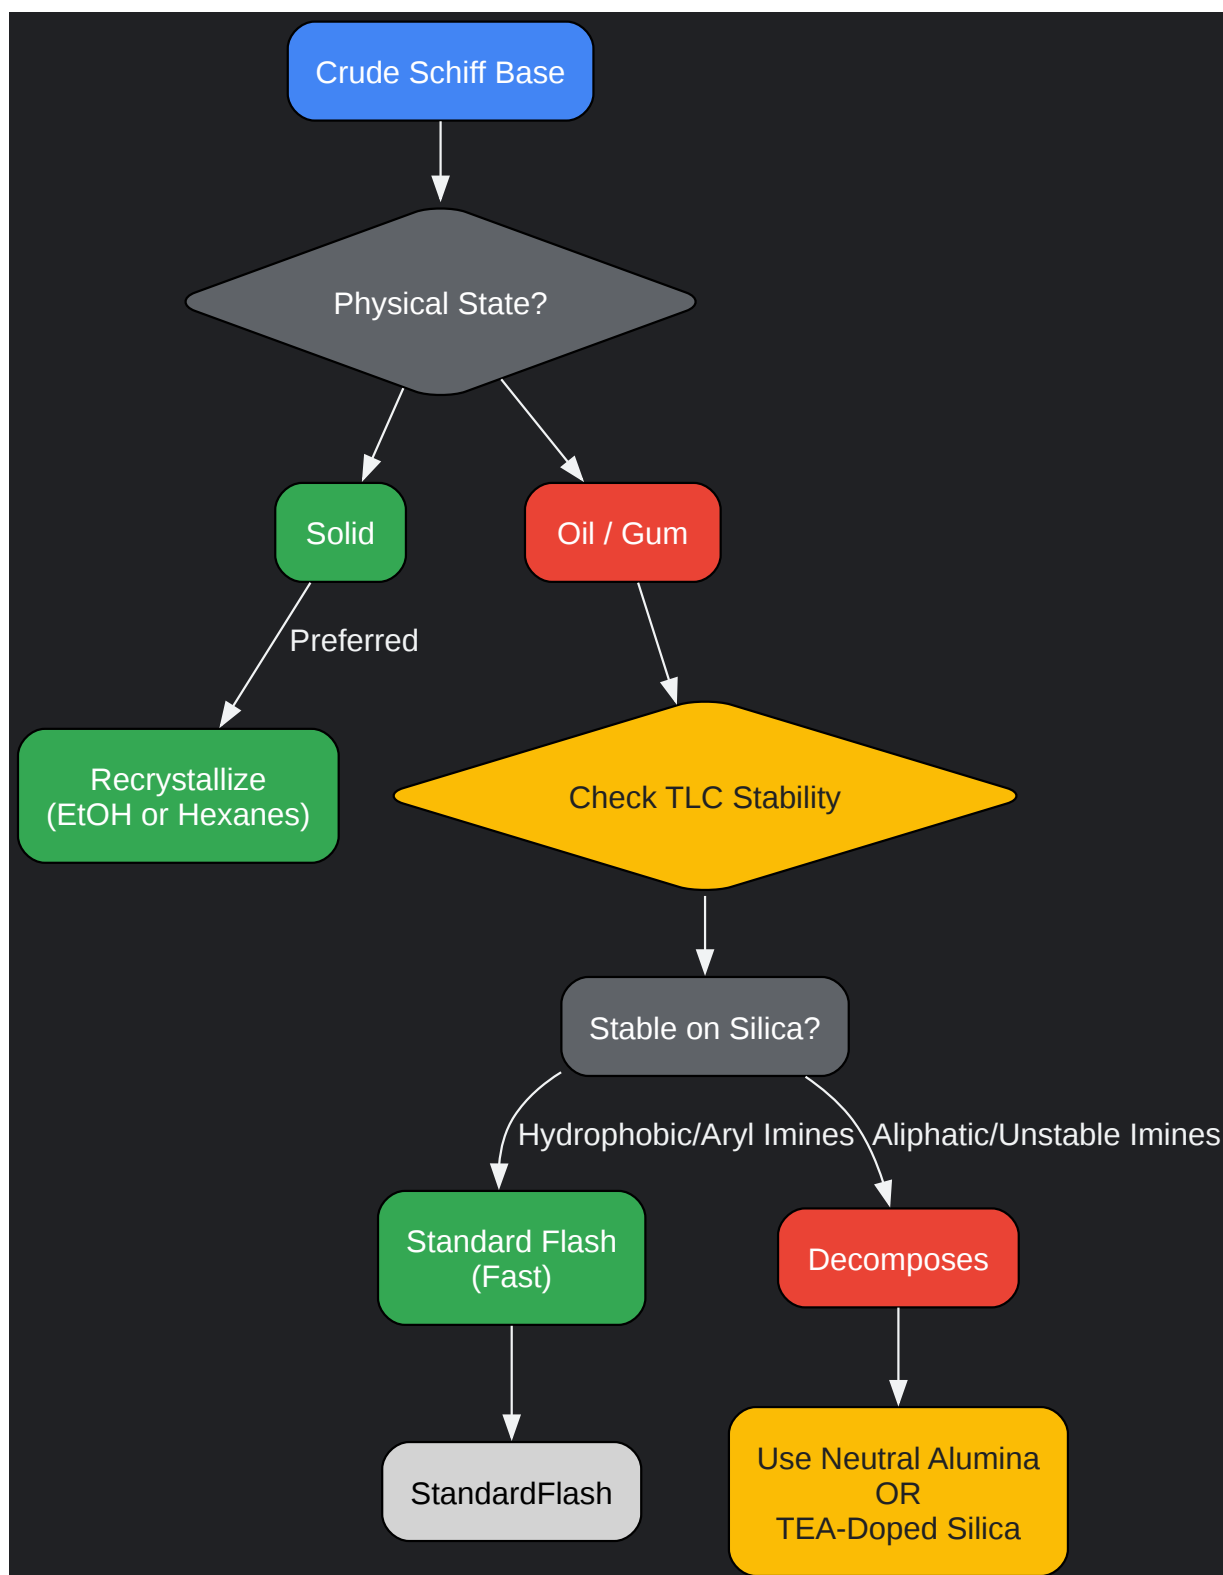 Crude Schiff Base
Physical State?
Solid
Oil / Gum
Preferred
Recrystallize
(EtOH or Hexanes)
Check TLC Stability
Stable on Silica?
Hydrophobic/Aryl Imines
Aliphatic/Unstable Imines
Standard Flash
(Fast)
Decomposes
StandardFlash
Use Neutral Alumina
OR
TEA-Doped Silica